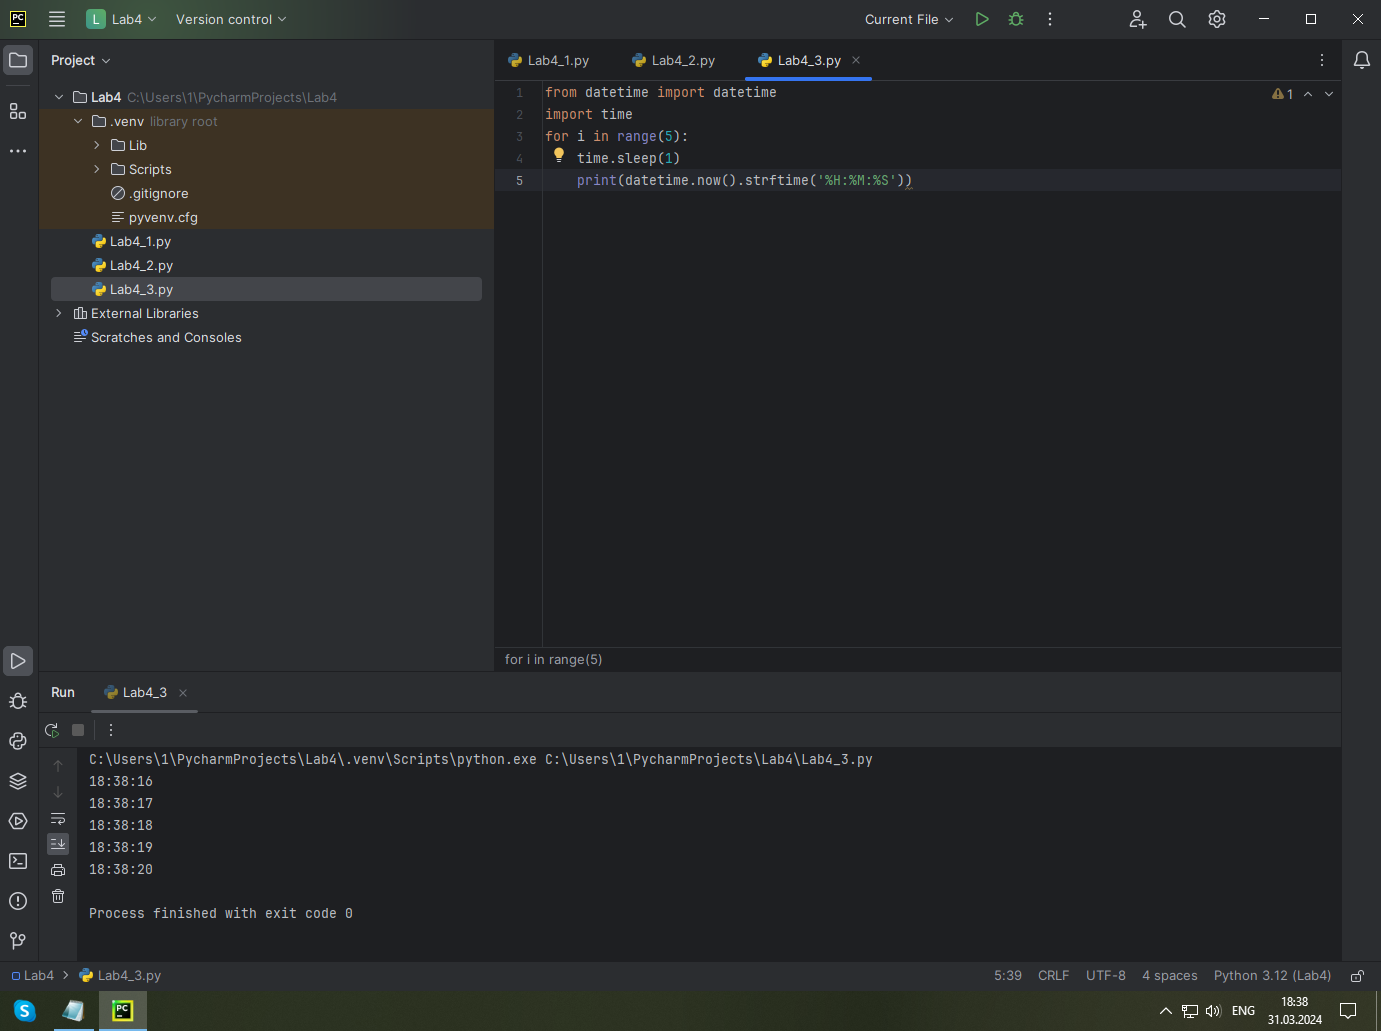 PC L Lab4 Version control Current File
Project
Lab4_1.py Lab4_2.py Lab4_3.py
Lab4 C:\Users\1\PycharmProjects\Lab4
.venv library root
Lib
Scripts
.gitignore
pyvenv.cfg
Lab4_1.py
Lab4_2.py
Lab4_3.py
External Libraries
Scratches and Consoles
1 from datetime import datetime
2 import time
3 for i in range(5):
4 time.sleep(1)
5 print(datetime.now().strftime('%H:%M:%S'))
1
for i in range(5)
Run Lab4_3
C:\Users\1\PycharmProjects\Lab4\.venv\Scripts\python.exe C:\Users\1\PycharmProjects\Lab4\Lab4_3.py
18:38:16
18:38:17
18:38:18
18:38:19
18:38:20
Process finished with exit code 0
Lab4 Lab4_3.py 5:39 CRLF UTF-8 4 spaces Python 3.12 (Lab4)
S PC ENG 18:38
31.03.2024